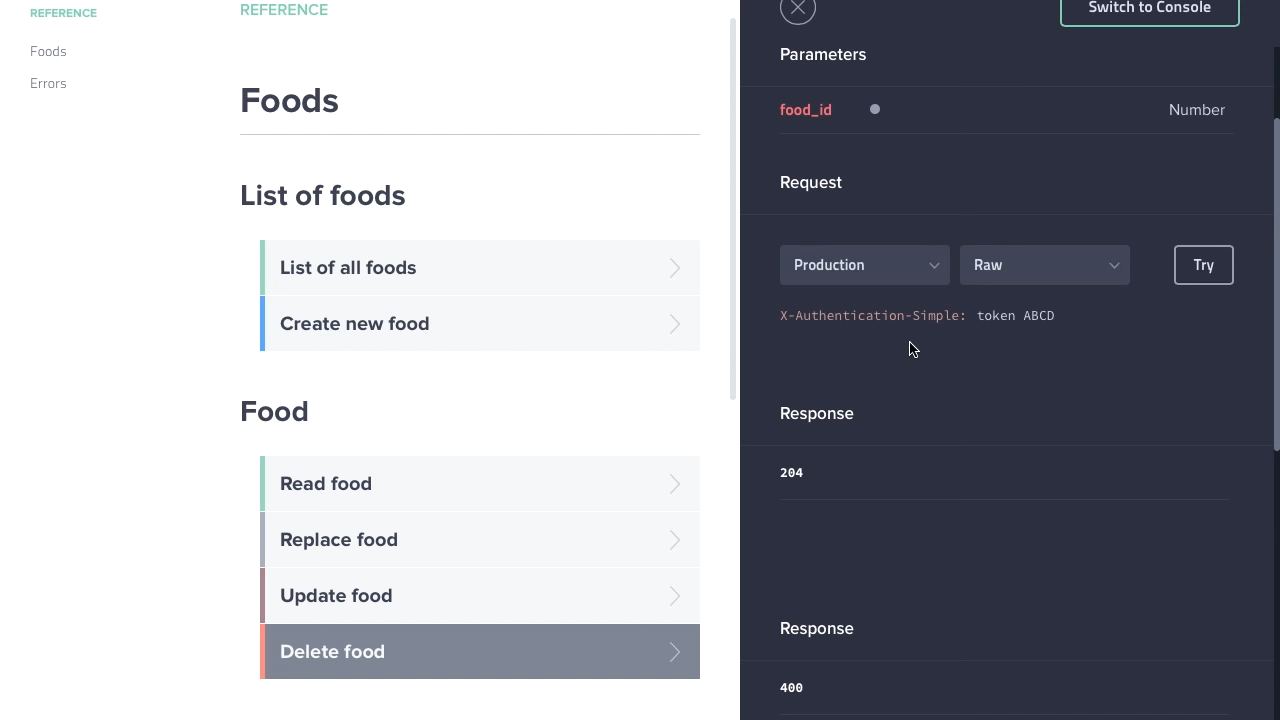 REFERENCE
Foods
Errors
REFERENCE
Foods
List of foods
List of all foods
Create new food
Food
Read food
Replace food
Update food
Delete food
Switch to Console
Parameters
food_id Number
Request
Production Raw Try
X-Authentication-Simple: token ABCD
Response
204
Response
400